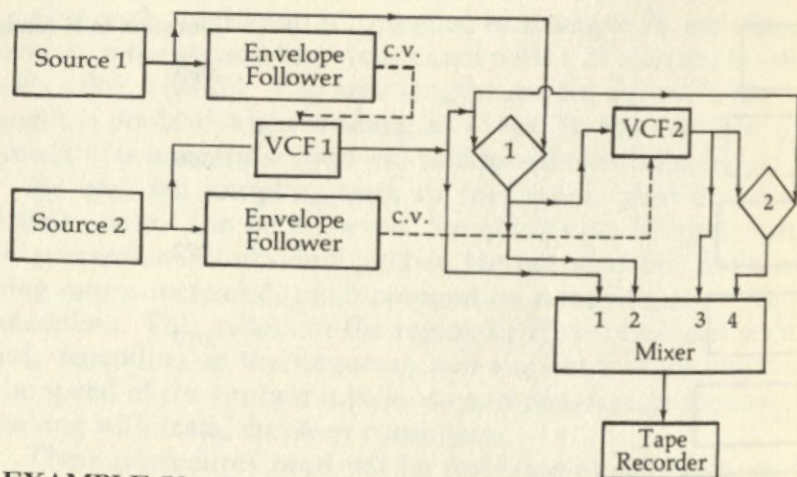 Source 1
Envelope
Follower
c.v.
VCF 1
1
VCF 2
2
Source 2
Envelope
Follower
c.v.
1 2 3 4
Mixer
Tape
Recorder